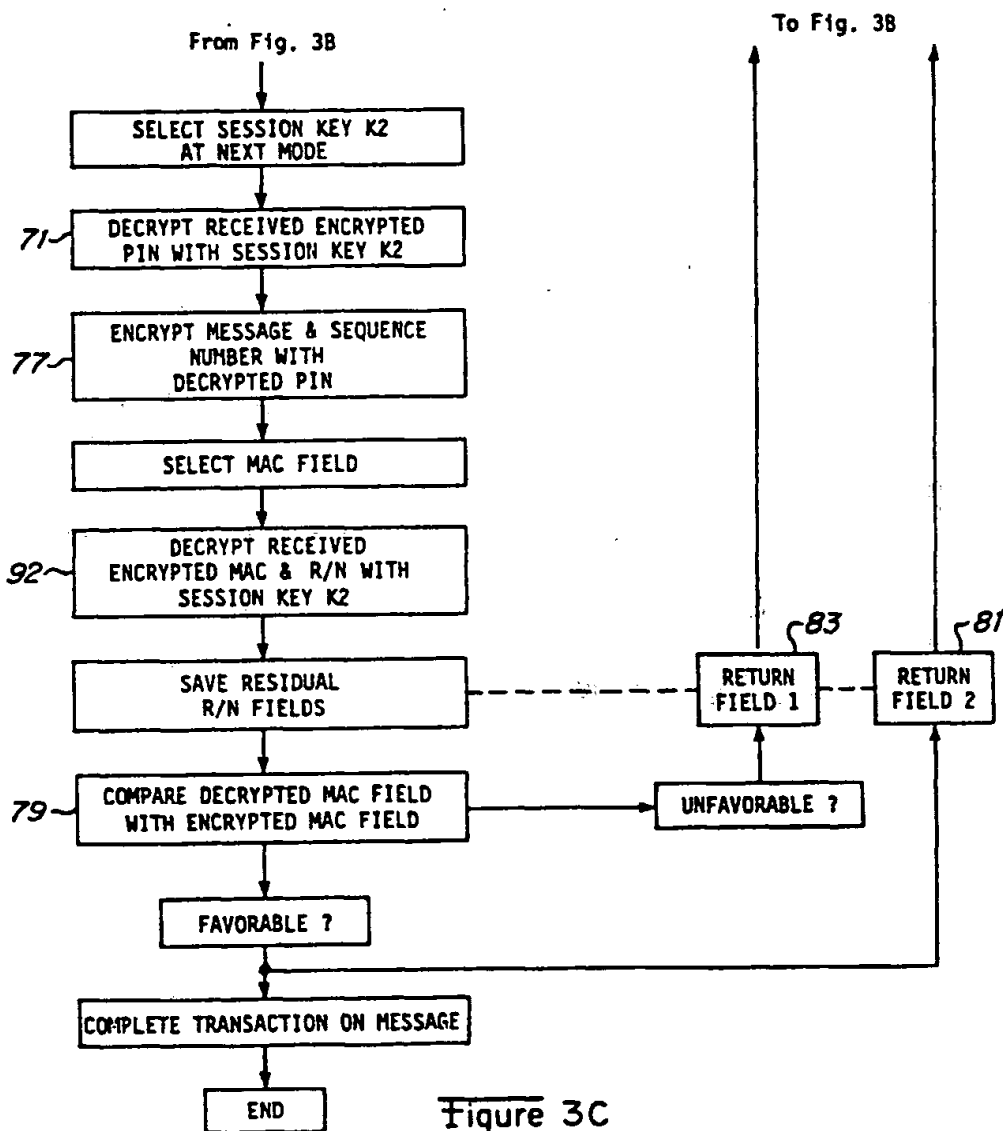 From Fig. 3B
To Fig. 3B
SELECT SESSION KEY K2
AT NEXT MODE
71
DECRYPT RECEIVED ENCRYPTED
PIN WITH SESSION KEY K2
77
ENCRYPT MESSAGE & SEQUENCE
NUMBER WITH
DECRYPTED PIN
SELECT MAC FIELD
92
DECRYPT RECEIVED
ENCRYPTED MAC & R/N WITH
SESSION KEY K2
SAVE RESIDUAL
R/N FIELDS
83
RETURN
FIELD 1
81
RETURN
FIELD 2
79
COMPARE DECRYPTED MAC FIELD
WITH ENCRYPTED MAC FIELD
UNFAVORABLE ?
FAVORABLE ?
COMPLETE TRANSACTION ON MESSAGE
END
Figure 3C